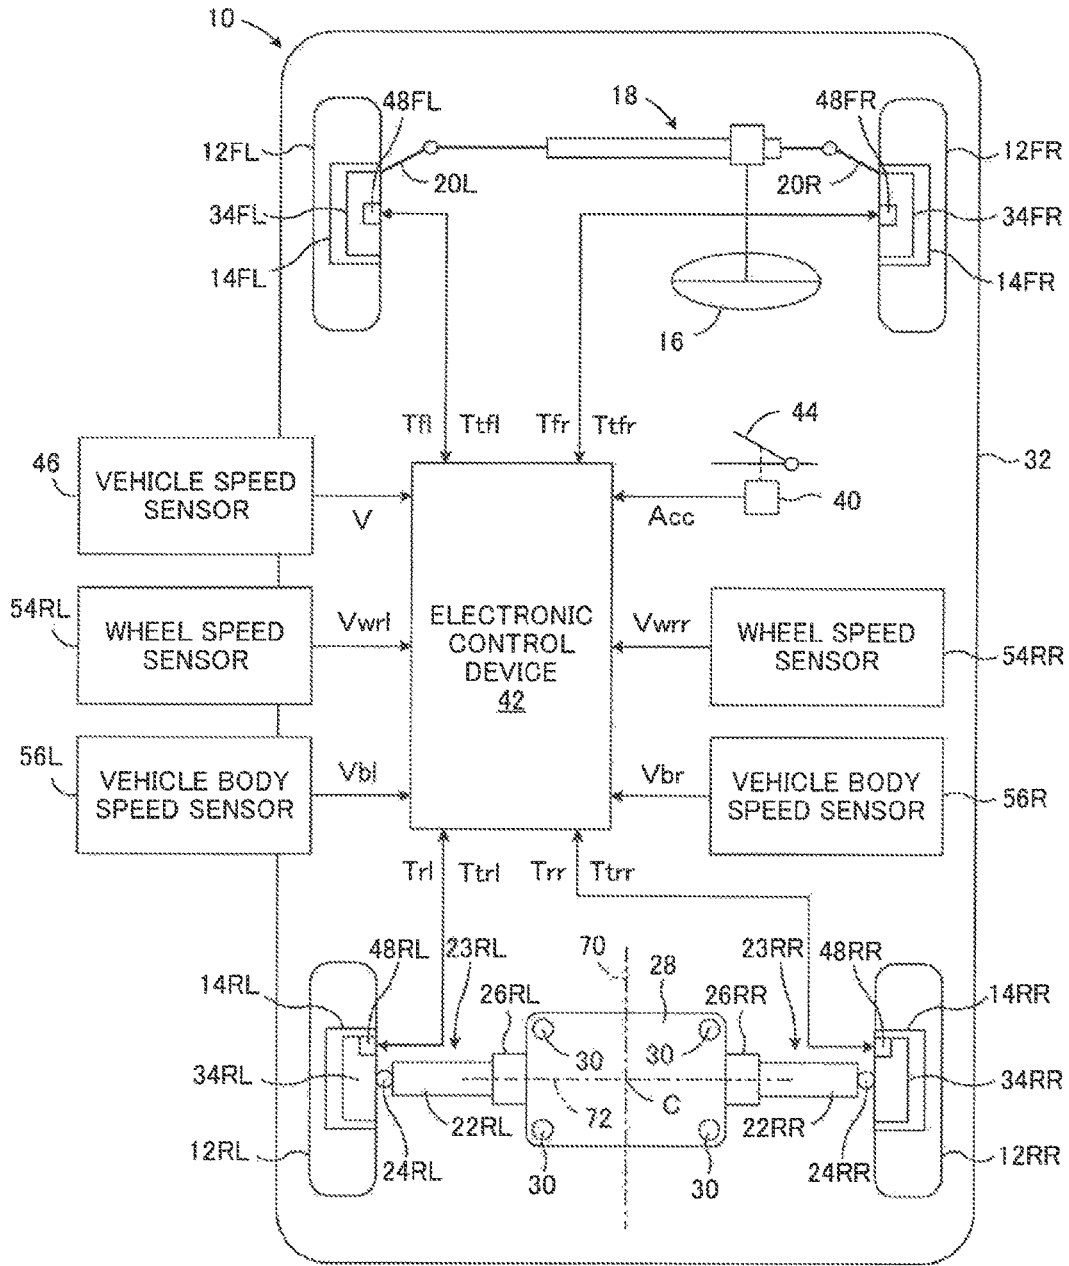 10
48FL
18
48FR
12FL
12FR
20L
20R
34FL
34FR
14FL
14FR
16
Tfl Ttfl
Tfr Ttfr
44
46
VEHICLE SPEED
SENSOR
V
Acc
40
32
54RL
WHEEL SPEED
SENSOR
Vwrl
ELECTRONIC
CONTROL
DEVICE
42
Vwrr
WHEEL SPEED
SENSOR
54RR
56L
VEHICLE BODY
SPEED SENSOR
Vbl
Vbr
VEHICLE BODY
SPEED SENSOR
56R
Trl Ttrl
Trr Ttrr
48RL
23RL
70
28
23RR
48RR
14RL
26RL
26RR
14RR
30
30
34RL
34RR
22RL
72
C
22RR
12RL
24RL
30
30
24RR
12RR